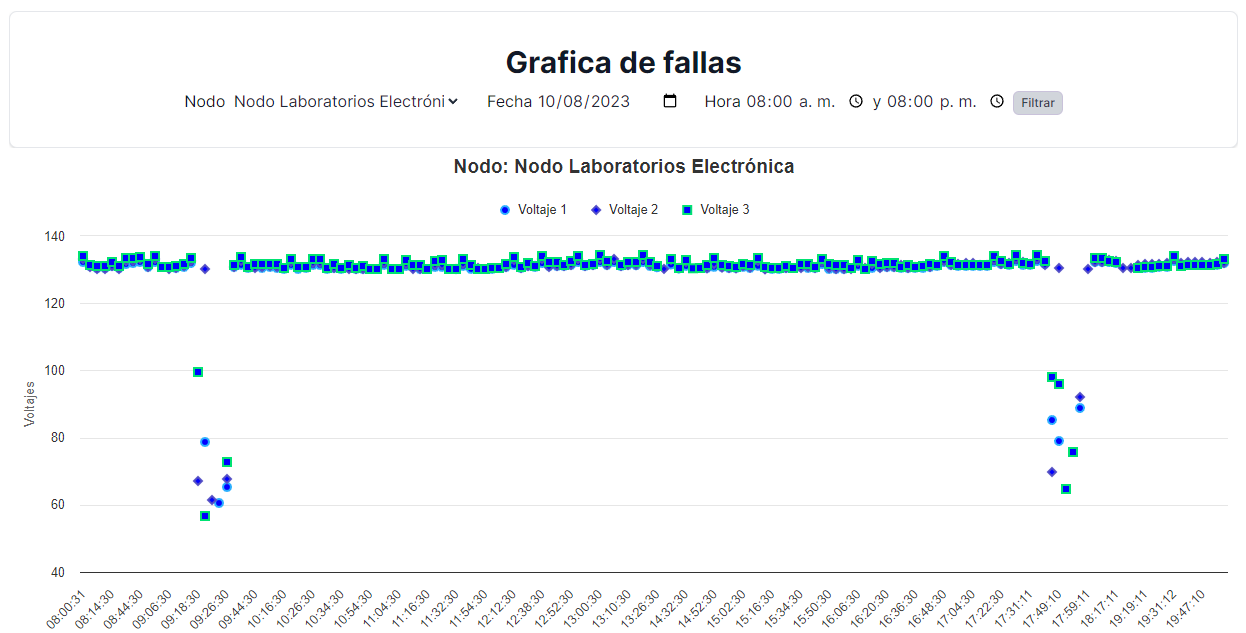 Grafica de fallas
Nodo Nodo Laboratorios Electróni Fecha 10/08/2023 Hora 08:00 a. m. y 08:00 p. m. Filtrar
Nodo: Nodo Laboratorios Electrónica
Voltaje 1 Voltaje 2 Voltaje 3
140
120
100
80
60
40
Voltajes
08:00:31 08:14:30 08:44:30 09:06:30 09:18:30 09:26:30 09:44:30 10:16:30 10:26:30 10:34:30 10:54:30 11:04:30 11:16:30 11:32:30 11:54:30 12:12:30 12:38:30 12:52:30 13:00:30 13:10:30 13:26:30 14:32:30 14:52:30 15:02:30 15:16:30 15:34:30 15:50:30 16:06:30 16:20:30 16:36:30 16:48:30 17:04:30 17:22:30 17:31:11 17:49:10 17:59:11 18:17:11 19:19:11 19:31:12 19:47:10